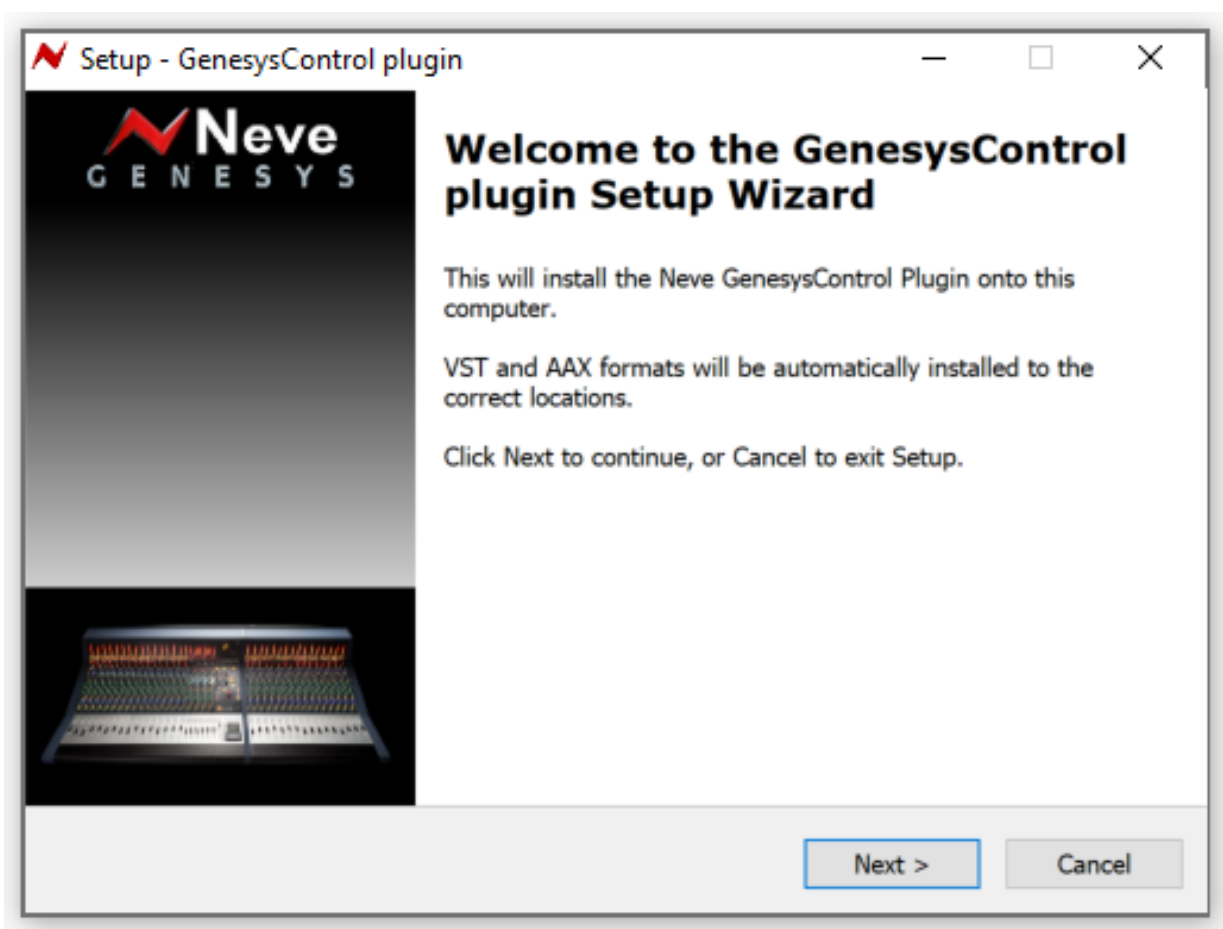 Setup - GenesysControl plugin
Neve
GENESYS
Welcome to the GenesysControl
plugin Setup Wizard
This will install the Neve GenesysControl Plugin onto this
computer.
VST and AAX formats will be automatically installed to the
correct locations.
Click Next to continue, or Cancel to exit Setup.
Next >
Cancel